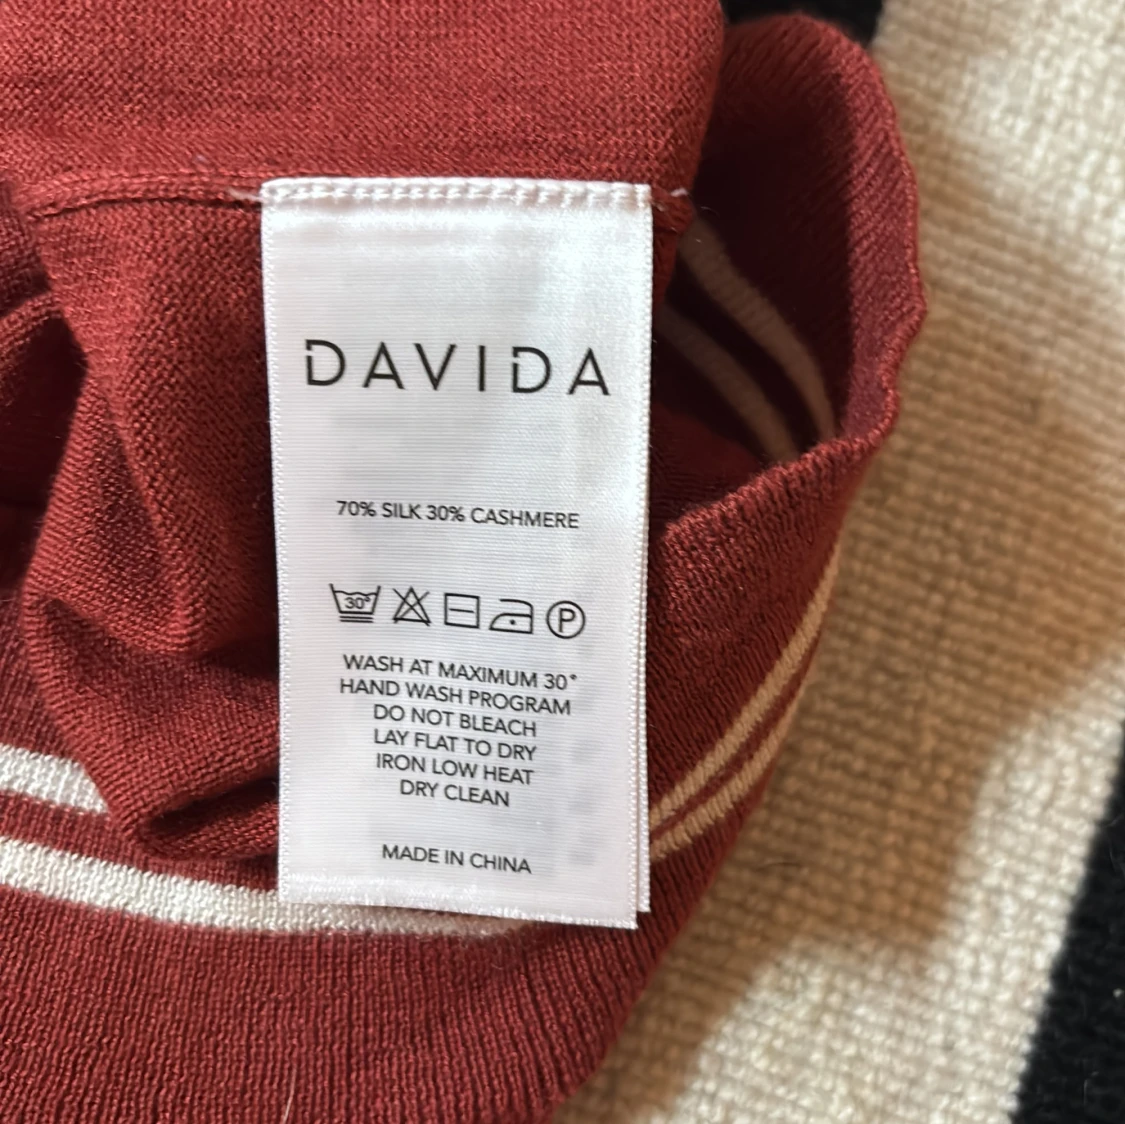 DAVIDA
70% SILK 30% CASHMERE
30° P
WASH AT MAXIMUM 30°
HAND WASH PROGRAM
DO NOT BLEACH
LAY FLAT TO DRY
IRON LOW HEAT
DRY CLEAN
MADE IN CHINA